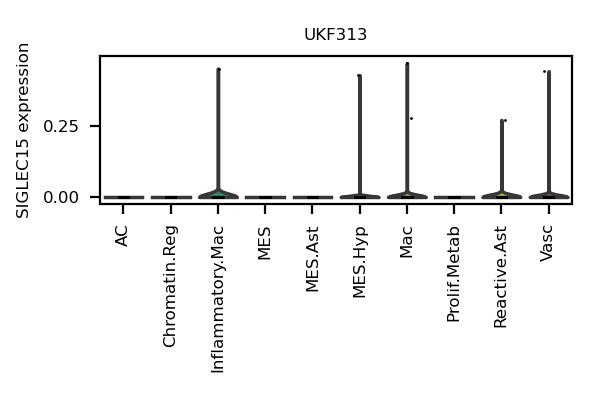 UKF313
SIGLEC15 expression
0.25
0.00
AC
Chromatin.Reg
Inflammatory.Mac
MES
MES.Ast
MES.Hyp
Mac
Prolif.Metab
Reactive.Ast
Vasc